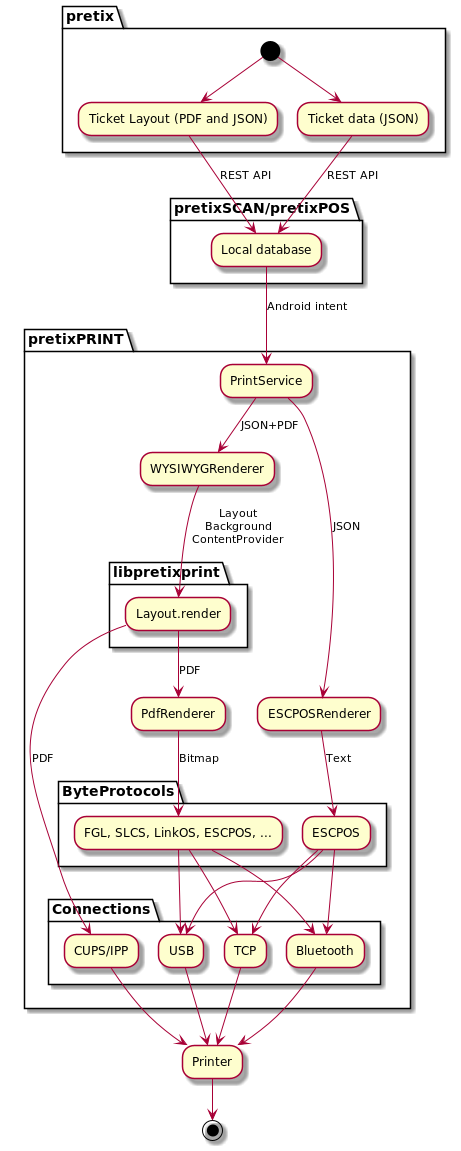 pretix
Ticket Layout (PDF and JSON)
Ticket data (JSON)
REST API
REST API
pretixSCAN/pretixPOS
Local database
Android intent
pretixPRINT
PrintService
JSON+PDF
WYSIWYGRenderer
Layout
Background
ContentProvider
JSON
libpretixprint
Layout.render
PDF
PdfRenderer
ESCPOSRenderer
PDF
Bitmap
Text
ByteProtocols
FGL, SLCS, LinkOS, ESCPOS, ...
ESCPOS
Connections
CUPS/IPP
USB
TCP
Bluetooth
Printer